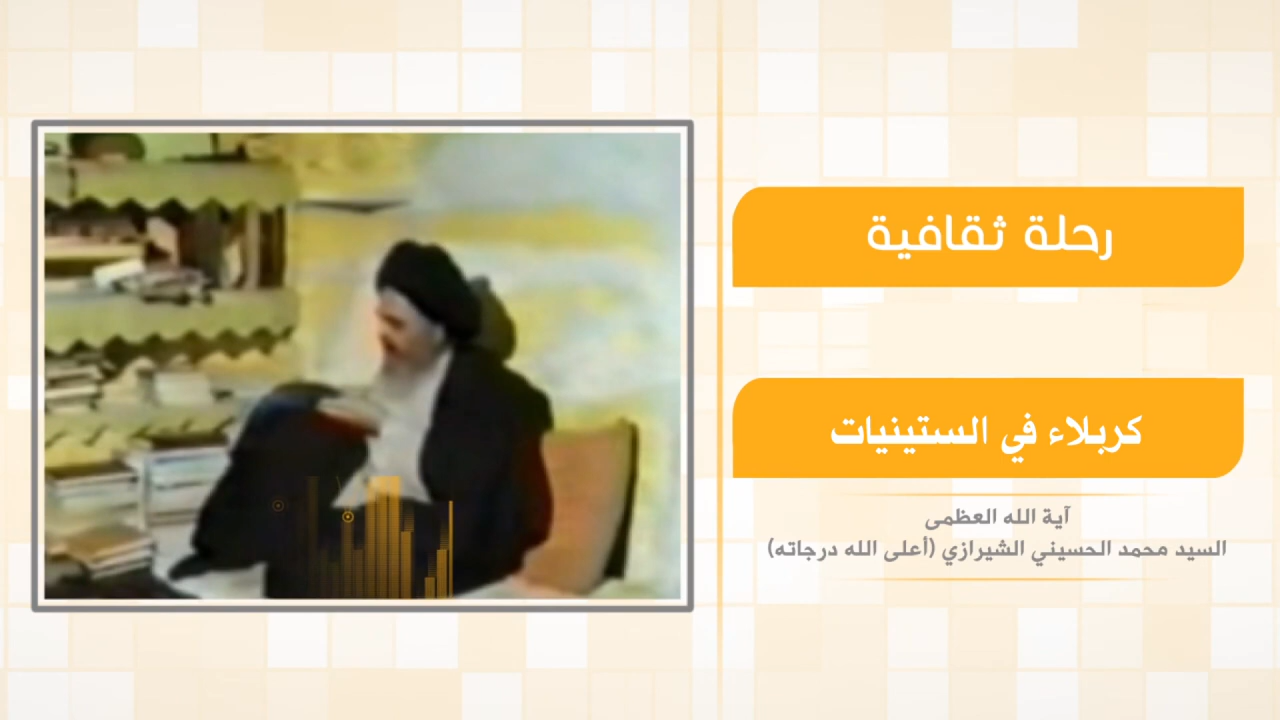 رحلة ثقافية
كربلاء في الستينيات
آية الله العظمى
السيد محمد الحسيني الشيرازي (أعلى الله درجاته)